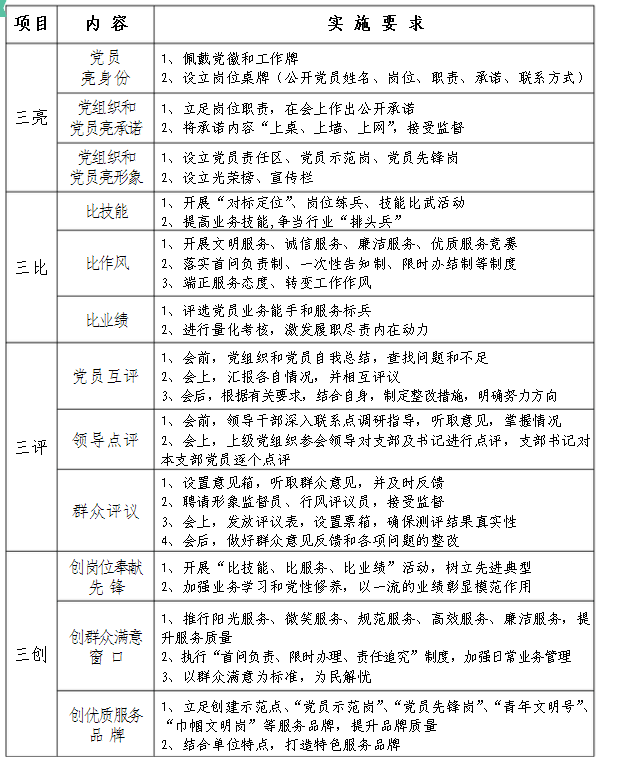 项目 内容 实施要求
三亮
党员
亮身份
1、佩戴党徽和工作牌
2、设立岗位桌牌（公开党员姓名、岗位、职责、承诺、联系方式）
党组织和
党员亮承诺
1、立足岗位职责，在会上作出公开承诺
2、将承诺内容“上桌、上墙、上网”，接受监督
党组织和
党员亮形象
1、设立党员责任区、党员示范岗、党员先锋岗
2、设立光荣榜、宣传栏
三比
比技能
1、开展“对标定位”、岗位练兵、技能比武活动
2、提高业务技能,争当行业“排头兵”
比作风
1、开展文明服务、诚信服务、廉洁服务、优质服务竞赛
2、落实首问负责制、一次性告知制、限时办结制等制度
3、端正服务态度、转变工作作风
比业绩
1、评选党员业务能手和服务标兵
2、进行量化考核，激发履职尽责内在动力
三评
党员互评
1、会前，党组织和党员自我总结，查找问题和不足
2、会上，汇报各自情况，并相互评议
3、会后，根据有关要求，结合自身，制定整改措施，明确努力方向
领导点评
1、会前，领导干部深入联系点调研指导，听取意见，掌握情况
2、会上，上级党组织参会领导对支部及书记进行点评，支部书记对
本支部党员逐个点评
群众评议
1、设置意见箱，听取群众意见，并及时反馈
2、聘请形象监督员、行风评议员，接受监督
3、会上，发放评议表，设置票箱，确保测评结果真实性
4、会后，做好群众意见反馈和各项问题的整改
三创
创岗位奉献
先锋
1、开展“比技能、比服务、比业绩”活动，树立先进典型
2、加强业务学习和党性修养，以一流的业绩彰显模范作用
创群众满意
窗口
1、推行阳光服务、微笑服务、规范服务、高效服务、廉洁服务，提
升服务质量
2、执行“首问负责、限时办理、责任追究”制度，加强日常业务管理
3、以群众满意为标准，为民解忧
创优质服务
品牌
1、立足创建示范点、“党员示范岗”、“党员先锋岗”、“青年文明号”、
“巾帼文明岗”等服务品牌，提升品牌质量
2、结合单位特点，打造特色服务品牌